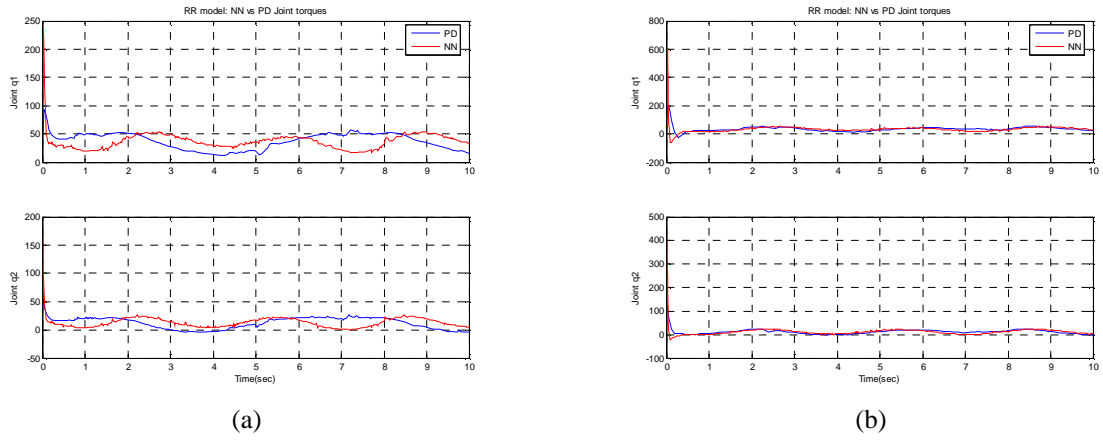 RR model: NN vs PD Joint torques
250
200
150
100
50
0
Joint q1
PD
NN
0 1 2 3 4 5 6 7 8 9 10
200
150
100
50
0
-50
Joint q2
0 1 2 3 4 5 6 7 8 9 10
Time(sec)
(a)
RR model: NN vs PD Joint torques
800
600
400
200
0
-200
Joint q1
PD
NN
0 1 2 3 4 5 6 7 8 9 10
500
400
300
200
100
0
-100
Joint q2
0 1 2 3 4 5 6 7 8 9 10
Time(sec)
(b)